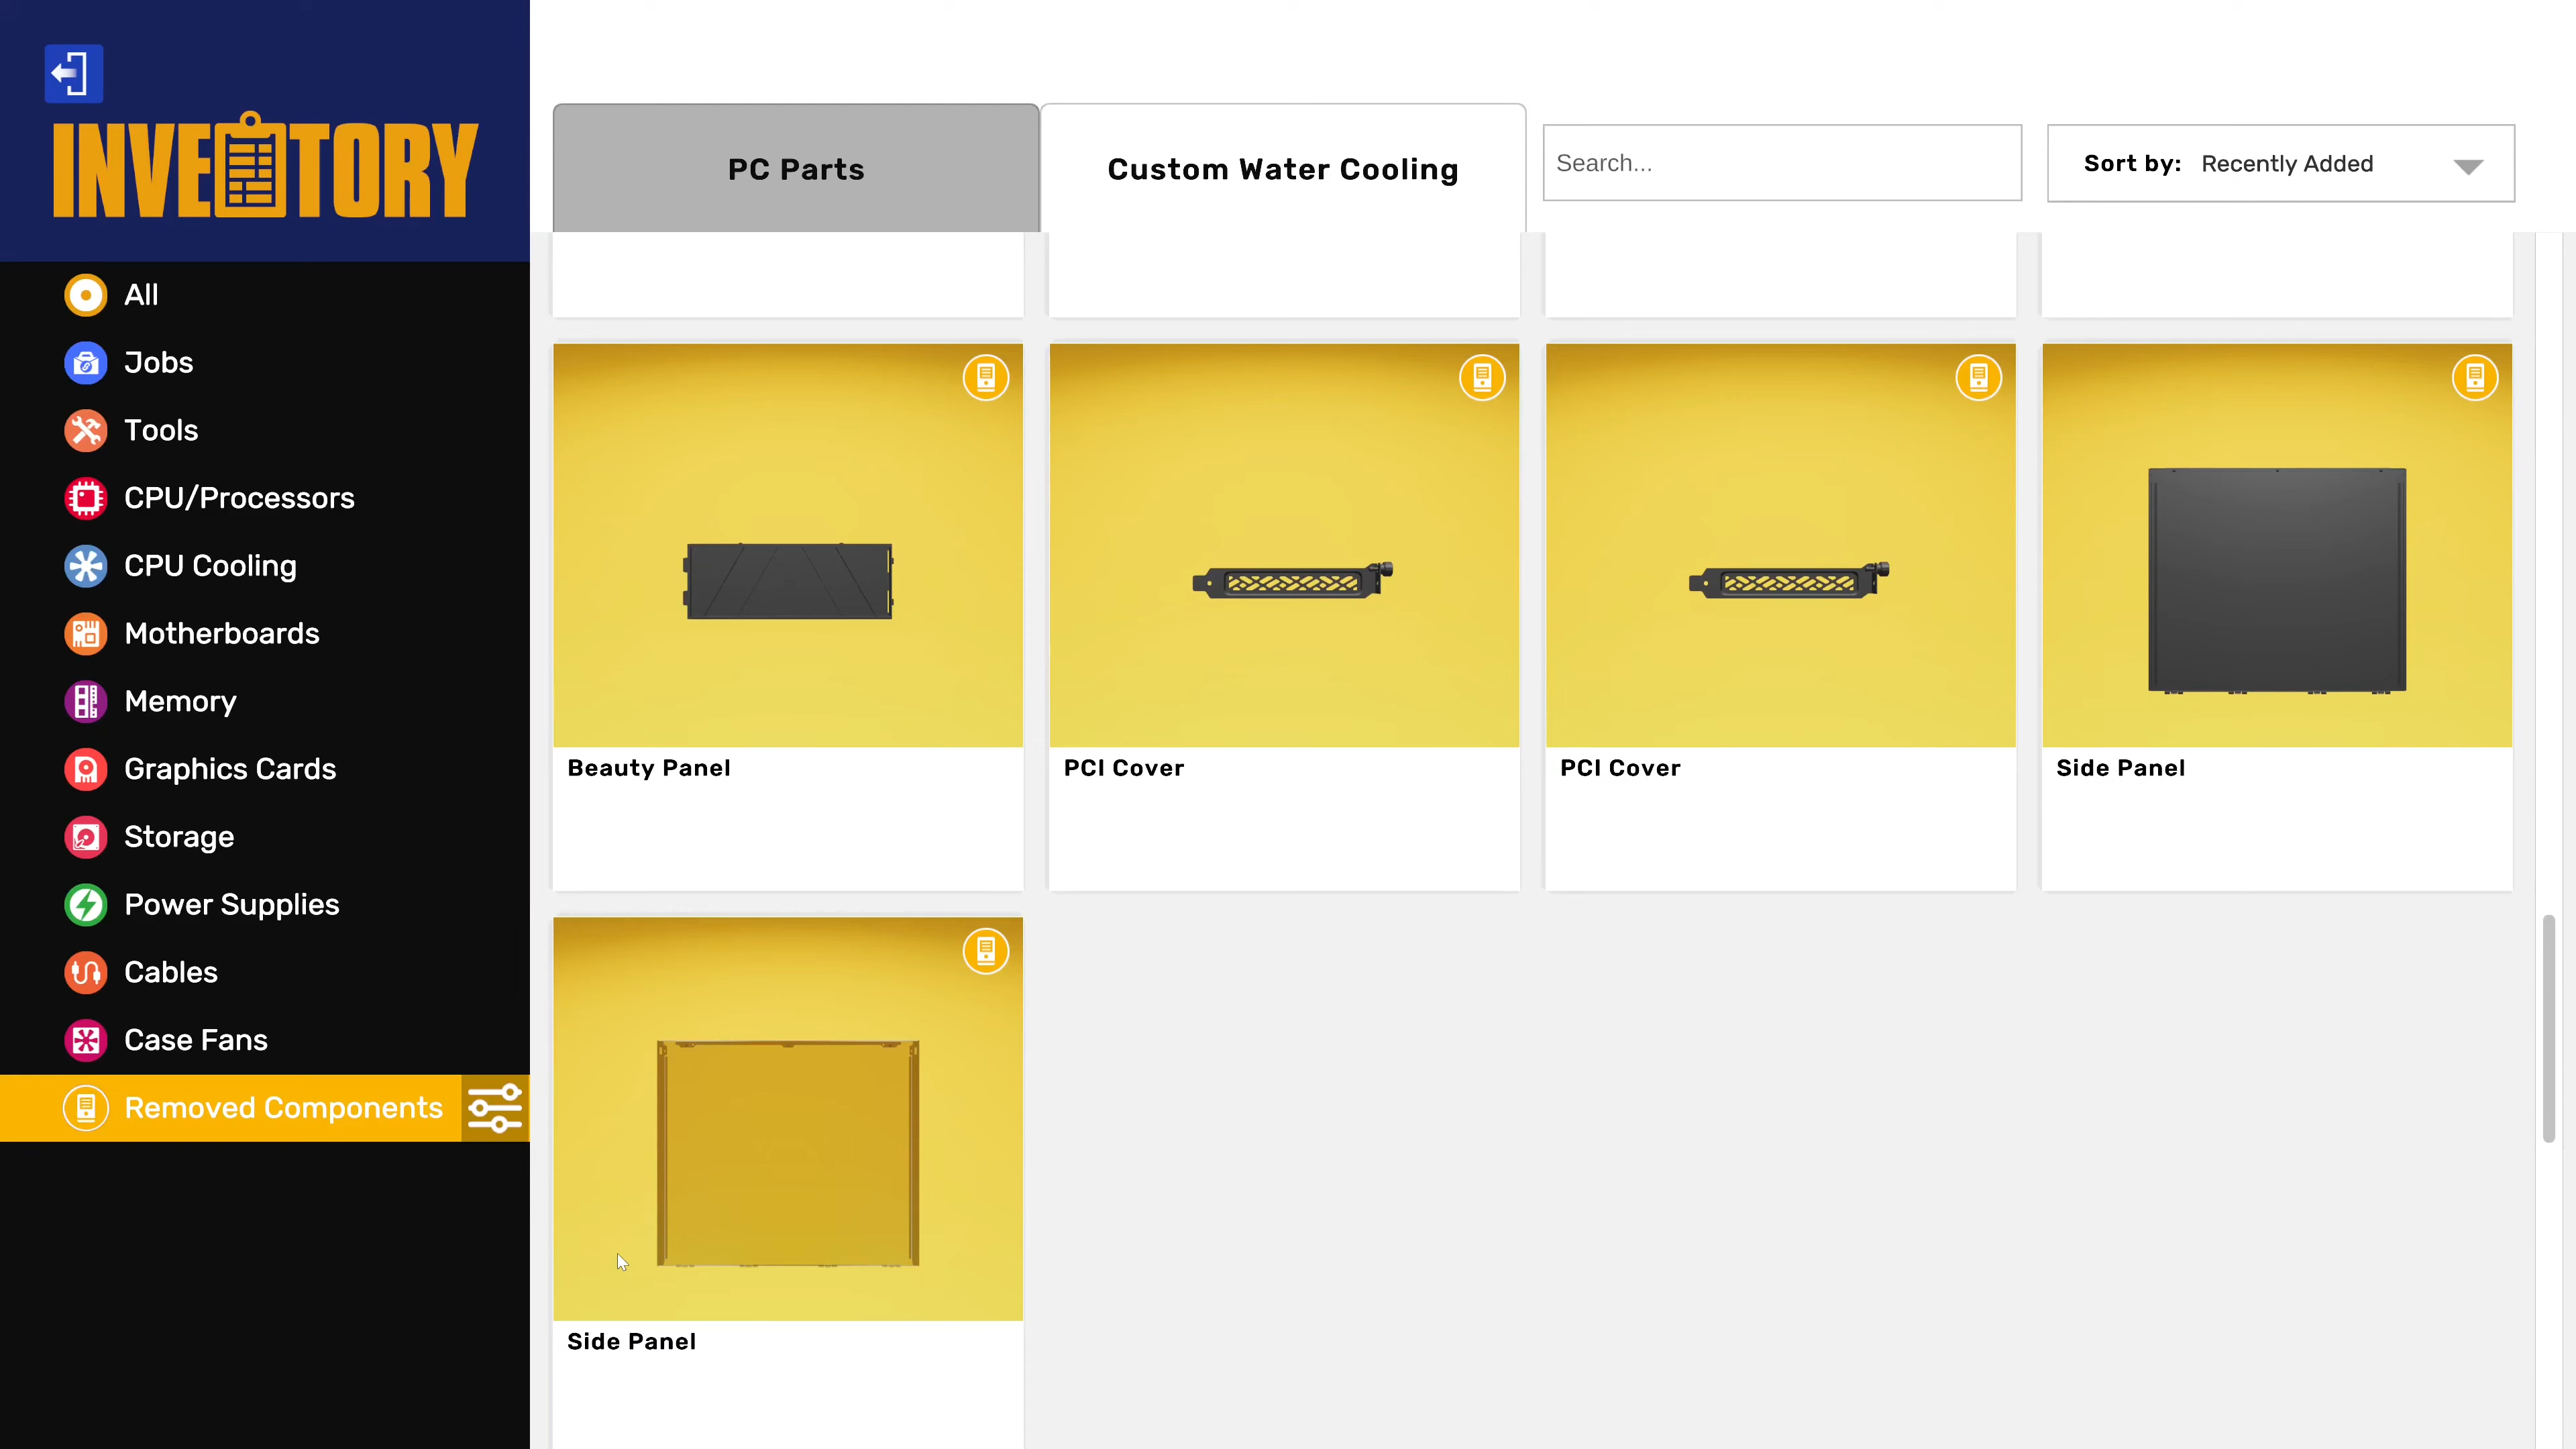 INVENTORY
PC Parts
Custom Water Cooling
Search...
Sort by: Recently Added
All
Jobs
Tools
CPU/Processors
CPU Cooling
Motherboards
Memory
Graphics Cards
Storage
Power Supplies
Cables
Case Fans
Removed Components
Beauty Panel
PCI Cover
PCI Cover
Side Panel
Side Panel